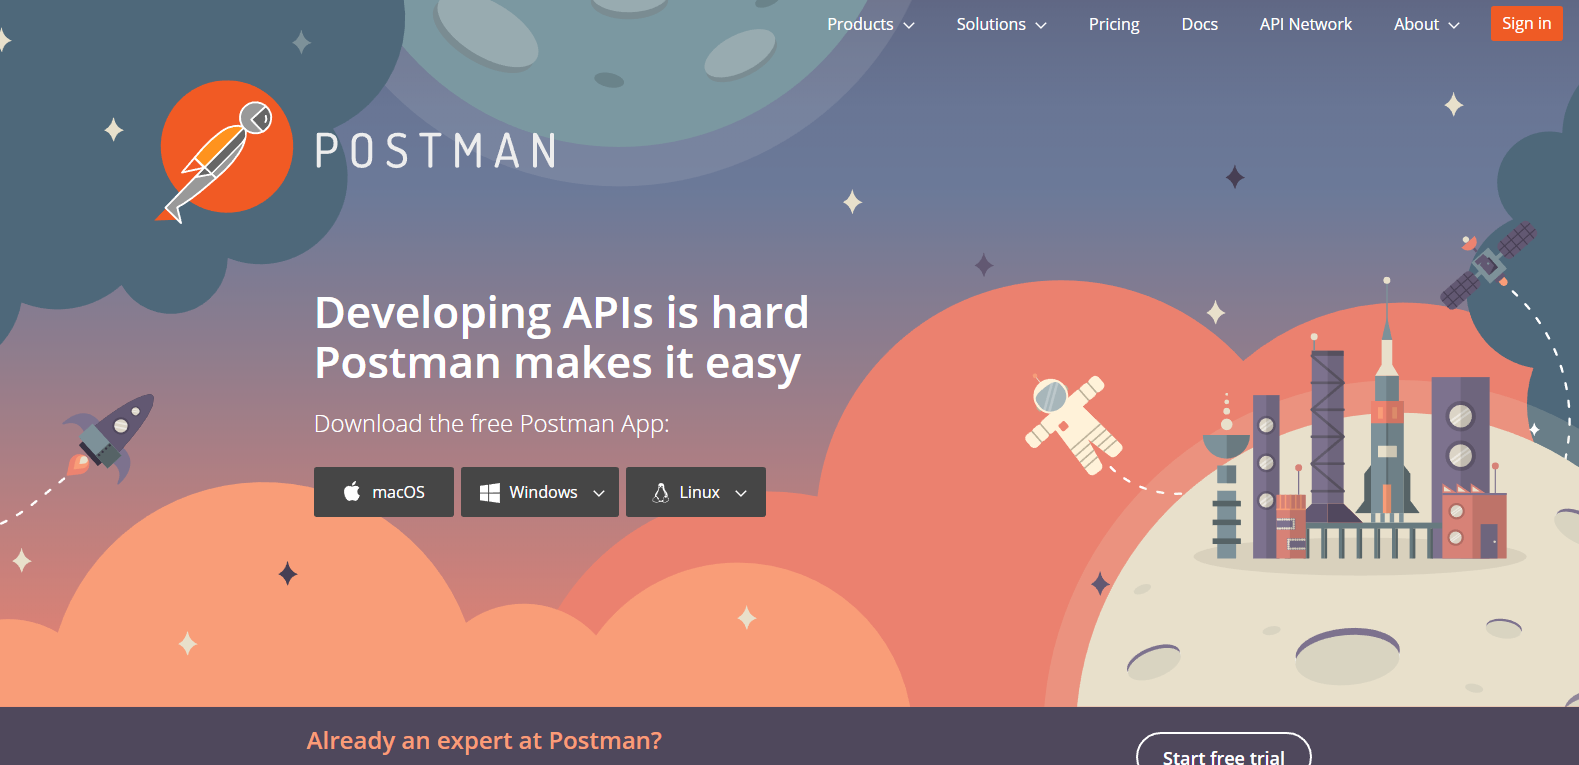 Products
Solutions
Pricing
Docs
API Network
About
Sign in
POSTMAN
Developing APIs is hard
Postman makes it easy
Download the free Postman App:
macOS
Windows
Linux
Already an expert at Postman?
Start free trial